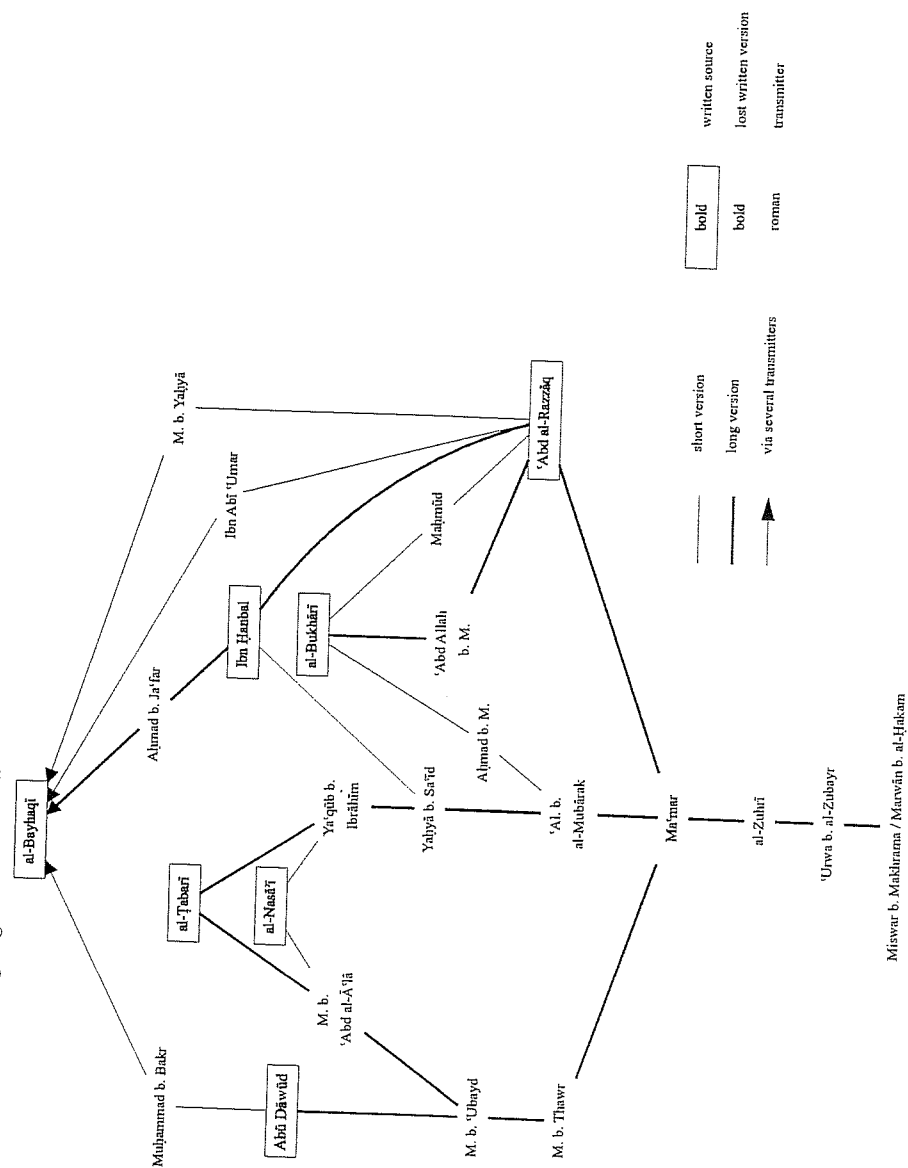 al-Bayhaqī
M. b. Yaḥyā
Ibn Abī ʿUmar
Aḥmad b. Jaʿfar
Muḥammad b. Bakr
al-Ṭabarī
Ibn Ḥanbal
al-Nasāʾī
al-Bukhārī
Abū Dāwūd
Yaʿqūb b.
Ibrāhīm
M. b.
ʿAbd al-Āʿlā
Maḥmūd
Yaḥyā b. Saʿīd
Aḥmad b. M.
ʿAbd Allah
b. M.
M. b. ʿUbayd
ʿAbd al-Razzāq
ʿAl. b.
al-Mubārak
M. b. Thawr
Maʿmar
al-Zuhrī
ʿUrwa b. al-Zubayr
Miswar b. Makhrama / Marwān b. al-Ḥakam
short version
long version
via several transmitters
bold
written source
bold
lost written version
roman
transmitter